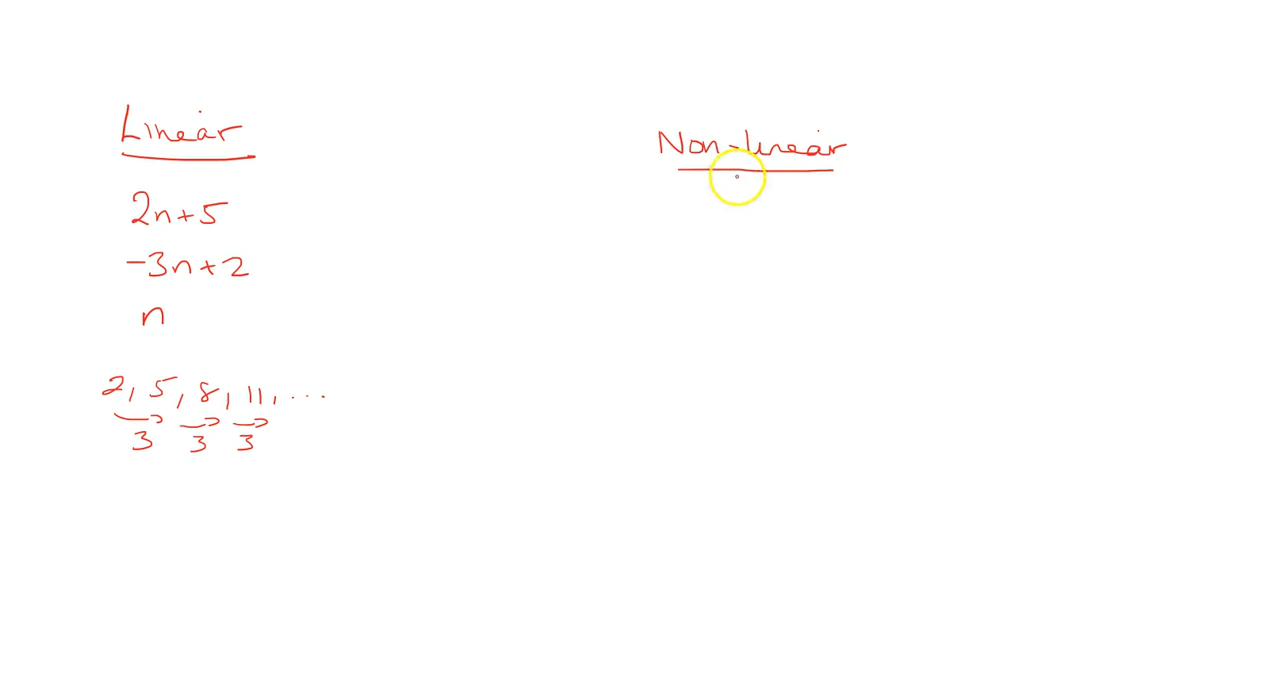 Linear
Non-linear
2n+5
-3n+2
n
2, 5, 8, 11, ...
3 3 3